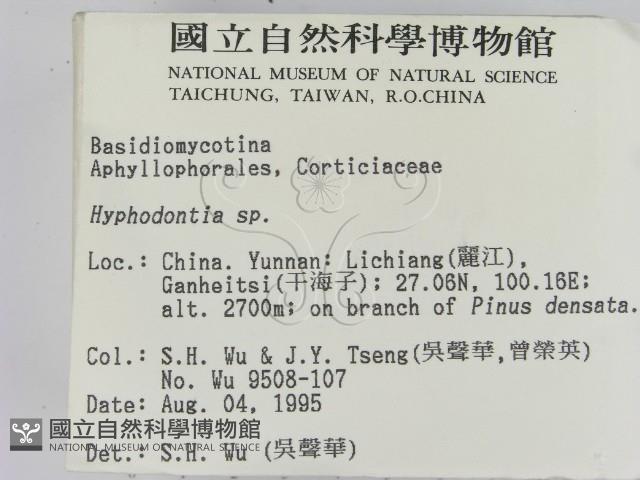 國立自然科學博物館
NATIONAL MUSEUM OF NATURAL SCIENCE
TAICHUNG, TAIWAN, R.O.CHINA
Basidiomycotina
Aphyllophorales, Corticiaceae
Hyphodontia sp.
Loc.: China. Yunnan: Lichiang(麗江),
Ganheitsi(干海子); 27.06N, 100.16E;
alt. 2700m; on branch of Pinus densata.
Col.: S.H. Wu & J.Y. Tseng(吳聲華,曾榮英)
No. Wu 9508-107
Date: Aug. 04, 1995
國立自然科學博物館
NATIONAL MUSEUM OF NATURAL SCIENCE
Det.: S.H. Wu (吳聲華)